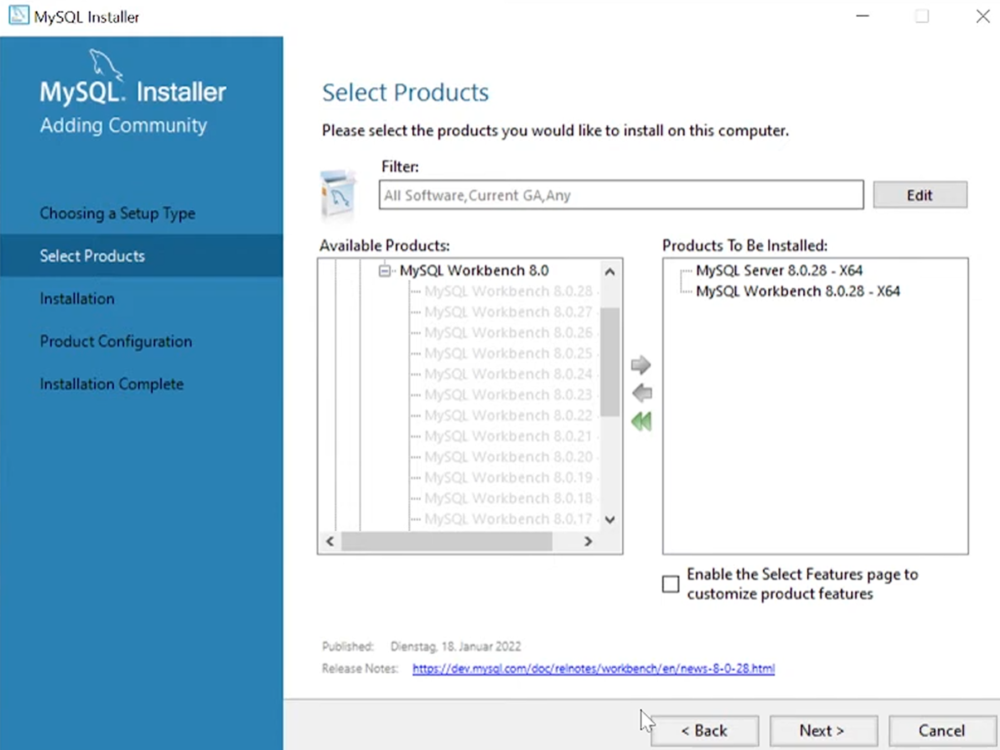 MySQL Installer
MySQL. Installer
Adding Community
Choosing a Setup Type
Select Products
Installation
Product Configuration
Installation Complete
Select Products
Please select the products you would like to install on this computer.
Filter:
All Software,Current GA,Any
Edit
Available Products:
MySQL Workbench 8.0
MySQL Workbench 8.0.28
MySQL Workbench 8.0.27
MySQL Workbench 8.0.26
MySQL Workbench 8.0.25
MySQL Workbench 8.0.24
MySQL Workbench 8.0.23
MySQL Workbench 8.0.22
MySQL Workbench 8.0.21
MySQL Workbench 8.0.20
MySQL Workbench 8.0.19
MySQL Workbench 8.0.18
MySQL Workbench 8.0.17
Products To Be Installed:
MySQL Server 8.0.28 - X64
MySQL Workbench 8.0.28 - X64
Enable the Select Features page to
customize product features
Published: Dienstag, 18. Januar 2022
Release Notes: https://dev.mysql.com/doc/relnotes/workbench/en/news-8-0-28.html
< Back
Next >
Cancel